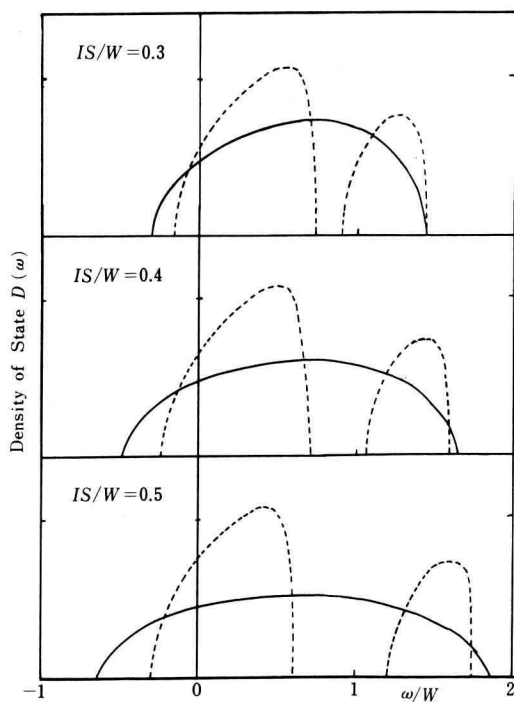 IS/W=0.3
IS/W=0.4
IS/W=0.5
Density of State D(ω)
-1 0 1 ω/W 2